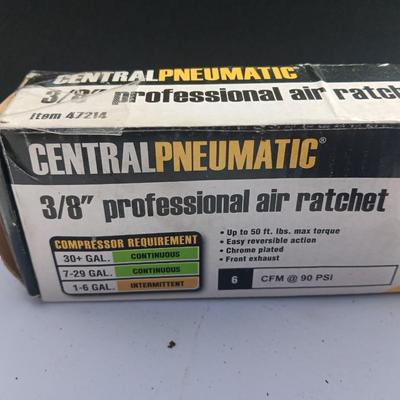 CENTRALPNEUMATIC
3/8" professional air ratchet
Item 47214
CENTRALPNEUMATIC®
3/8" professional air ratchet
COMPRESSOR REQUIREMENT
30+ GAL. CONTINUOUS
7-29 GAL. CONTINUOUS
1-6 GAL. INTERMITTENT
• Up to 50 ft. lbs. max torque
• Easy reversible action
• Chrome plated
• Front exhaust
6 CFM @ 90 PSI